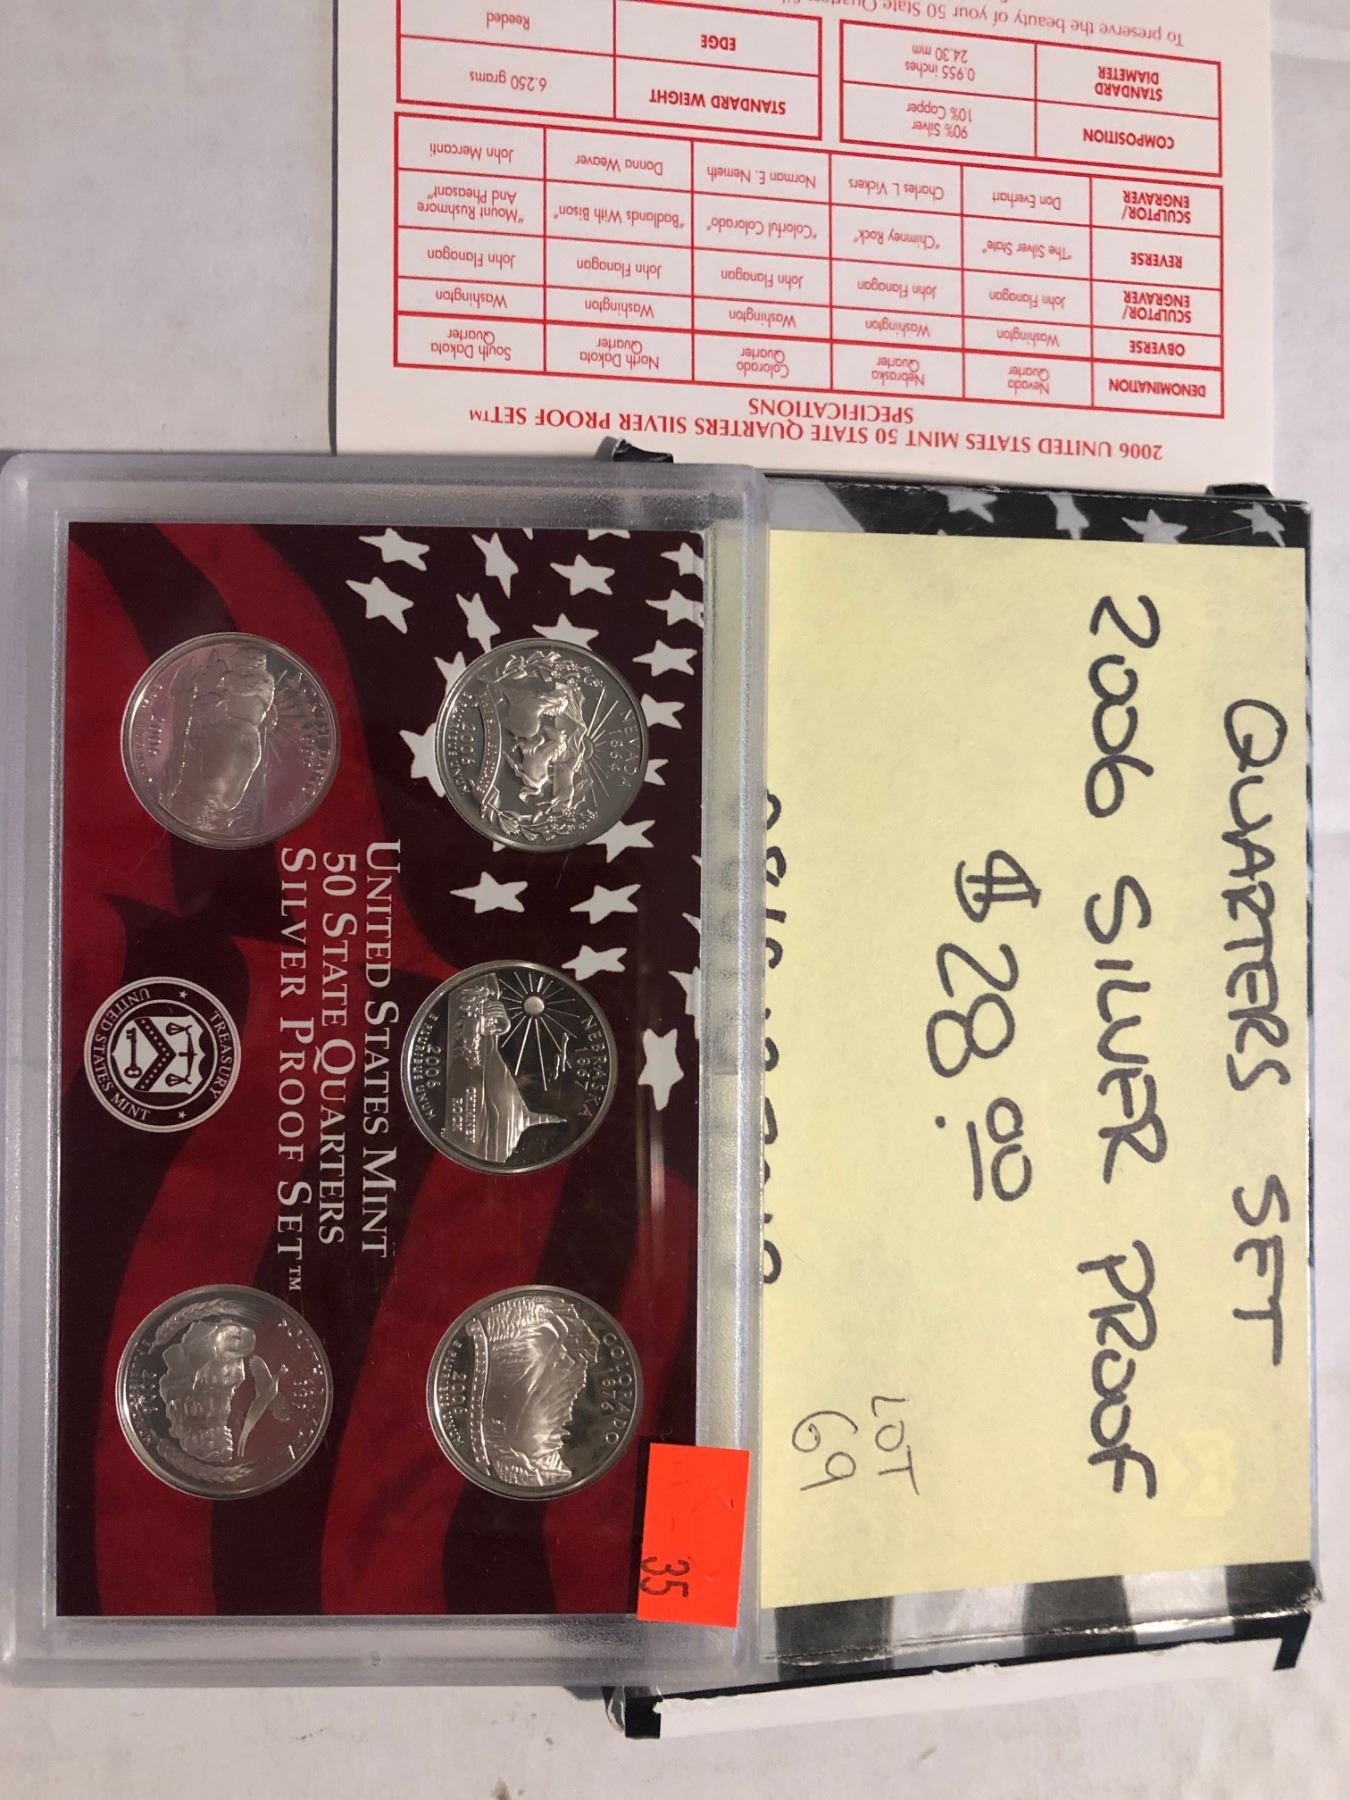 To preserve the beauty of your 50 State
STANDARD DIAMETER
0.955 inches
24.30 mm
EDGE
Reeded
COMPOSITION
90% Silver
10% Copper
STANDARD WEIGHT
6.250 grams
2006 UNITED STATES MINT 50 STATE QUARTERS SILVER PROOF SET™
SPECIFICATIONS
DENOMINATION Nevada Quarter Nebraska Quarter Colorado Quarter North Dakota Quarter South Dakota Quarter
OBVERSE Washington Washington Washington Washington Washington
SCULPTOR/ENGRAVER John Flanagan John Flanagan John Flanagan John Flanagan John Flanagan
REVERSE "The Silver State" "Chimney Rock" "Colorful Colorado" "Badlands With Bison" "Mount Rushmore And Pheasant"
SCULPTOR/ENGRAVER Don Everhart Charles L. Vickers Norman E. Nemeth Donna Weaver John Mercanti
QUARTERS SET
2006 SILVER PROOF
$28.00
LOT
69
NEVADA
1864
2006
NEBRASKA
1867
CHIMNEY
ROCK
2006
E PLURIBUS UNUM
COLORADO
1876
2006
UNITED STATES MINT
50 STATE QUARTERS
SILVER PROOF SET™
TREASURY
UNITED STATES MINT
35